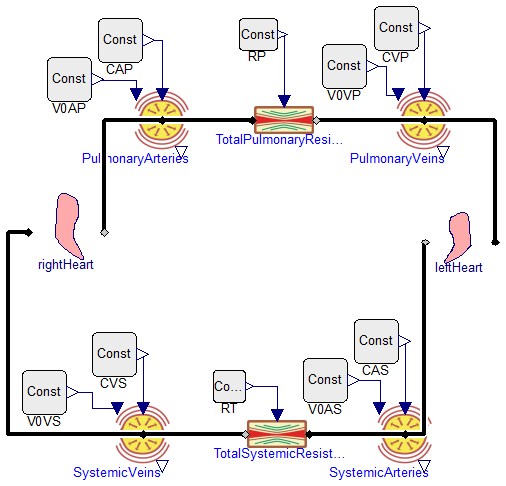 Const
CAP
Const
RP
Const
CVP
Const
V0AP
Const
V0VP
PulmonaryArteries
TotalPulmonaryResi...
PulmonaryVeins
rightHeart
leftHeart
Const
CVS
Const
CAS
Const
V0VS
Co...
RT
Const
V0AS
SystemicVeins
TotalSystemicResist...
SystemicArteries